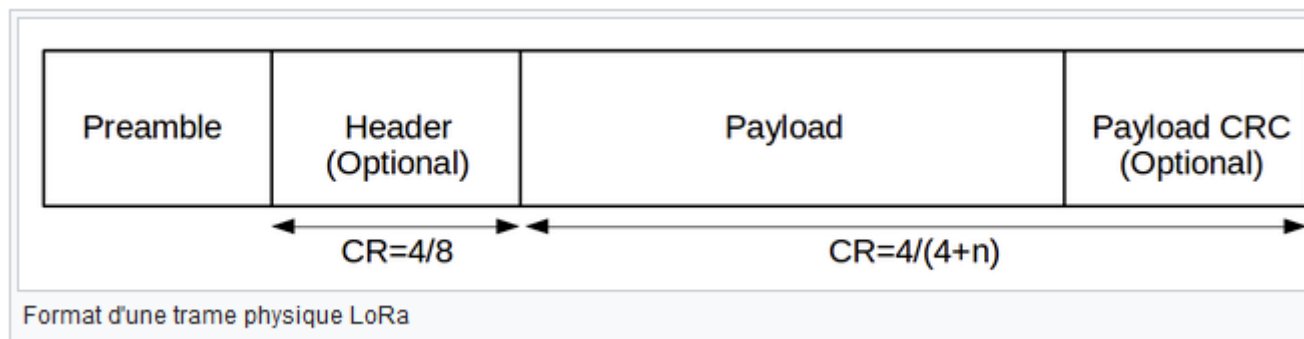 Preamble
Header
(Optional)
Payload
Payload CRC
(Optional)
CR=4/8
CR=4/(4+n)
Format d'une trame physique LoRa